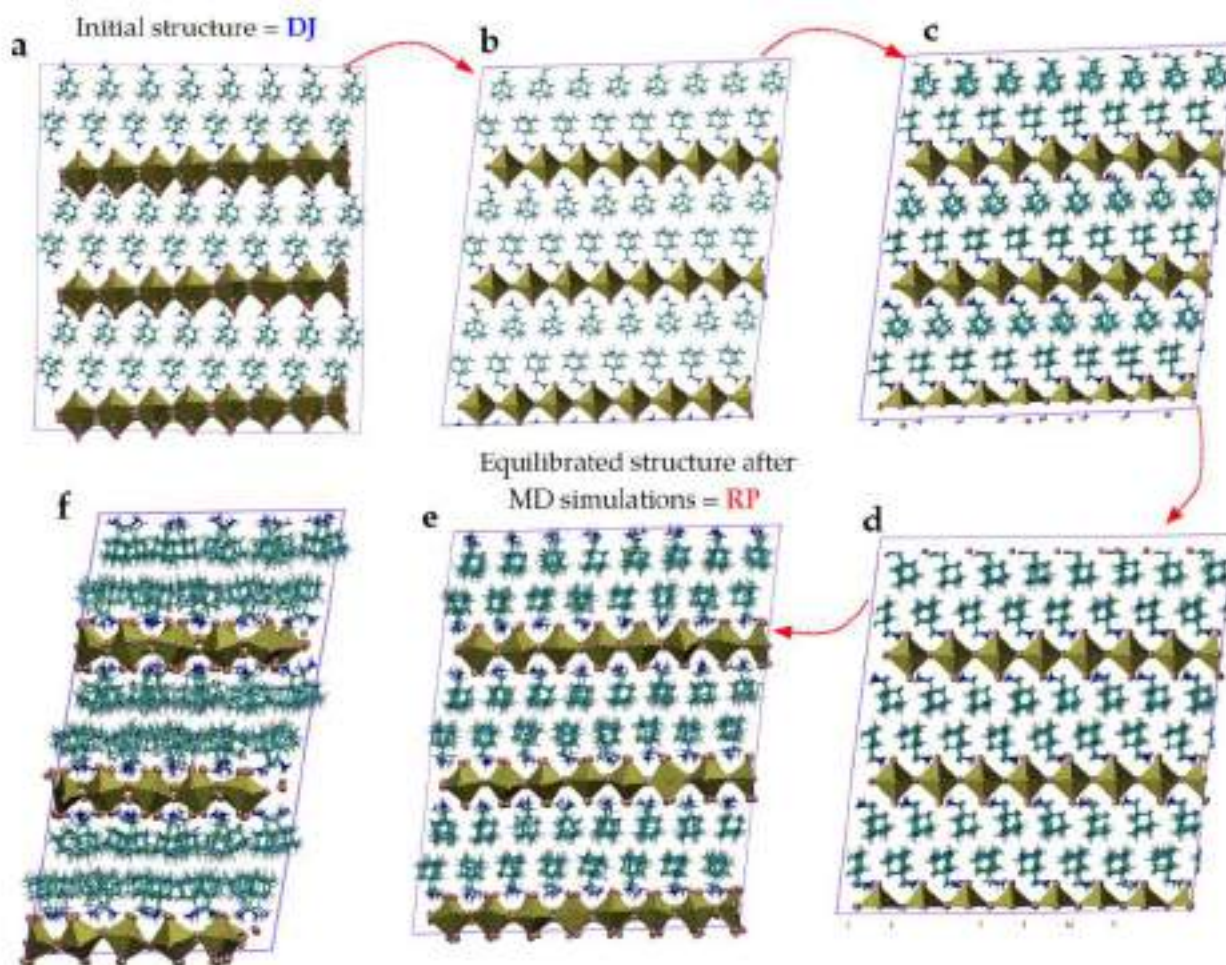 Initial structure = DJ
a
b
c
Equilibrated structure after
MD simulations = RP
f
e
d